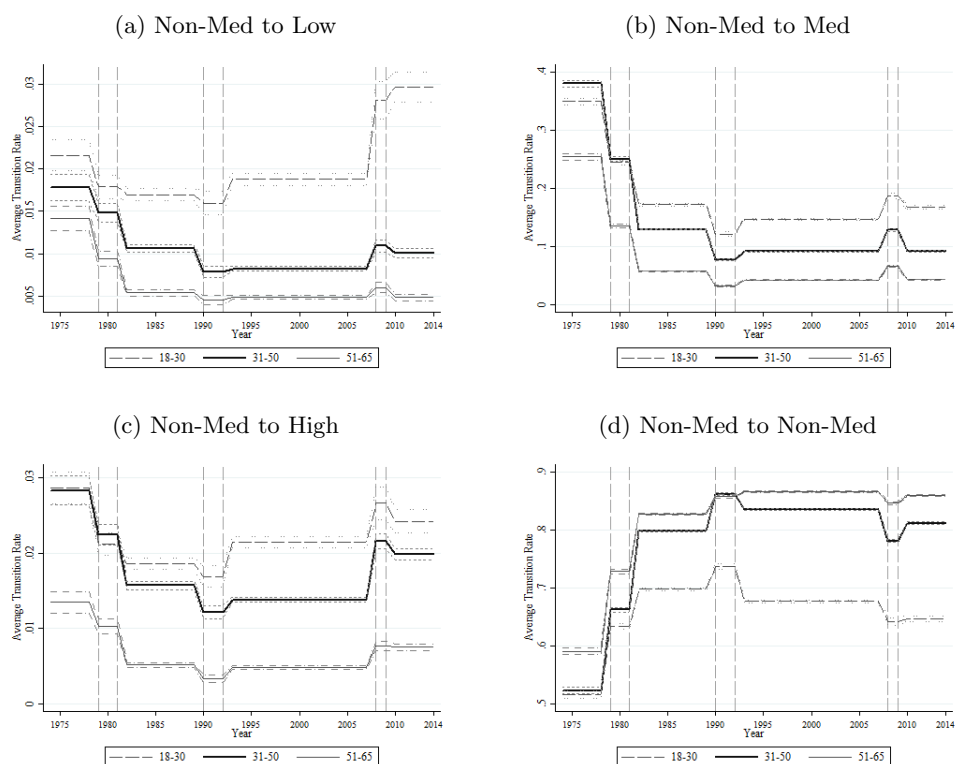 (a) Non-Med to Low
Average Transition Rate
.005 .01 .015 .02 .025 .03
1975 1980 1985 1990 1995 2000 2005 2010 2014
Year
18-30 31-50 51-65
(b) Non-Med to Med
Average Transition Rate
0 .1 .2 .3 .4
1975 1980 1985 1990 1995 2000 2005 2010 2014
Year
18-30 31-50 51-65
(c) Non-Med to High
Average Transition Rate
0 .01 .02 .03
1975 1980 1985 1990 1995 2000 2005 2010 2014
Year
18-30 31-50 51-65
(d) Non-Med to Non-Med
Average Transition Rate
.5 .6 .7 .8 .9
1975 1980 1985 1990 1995 2000 2005 2010 2014
Year
18-30 31-50 51-65